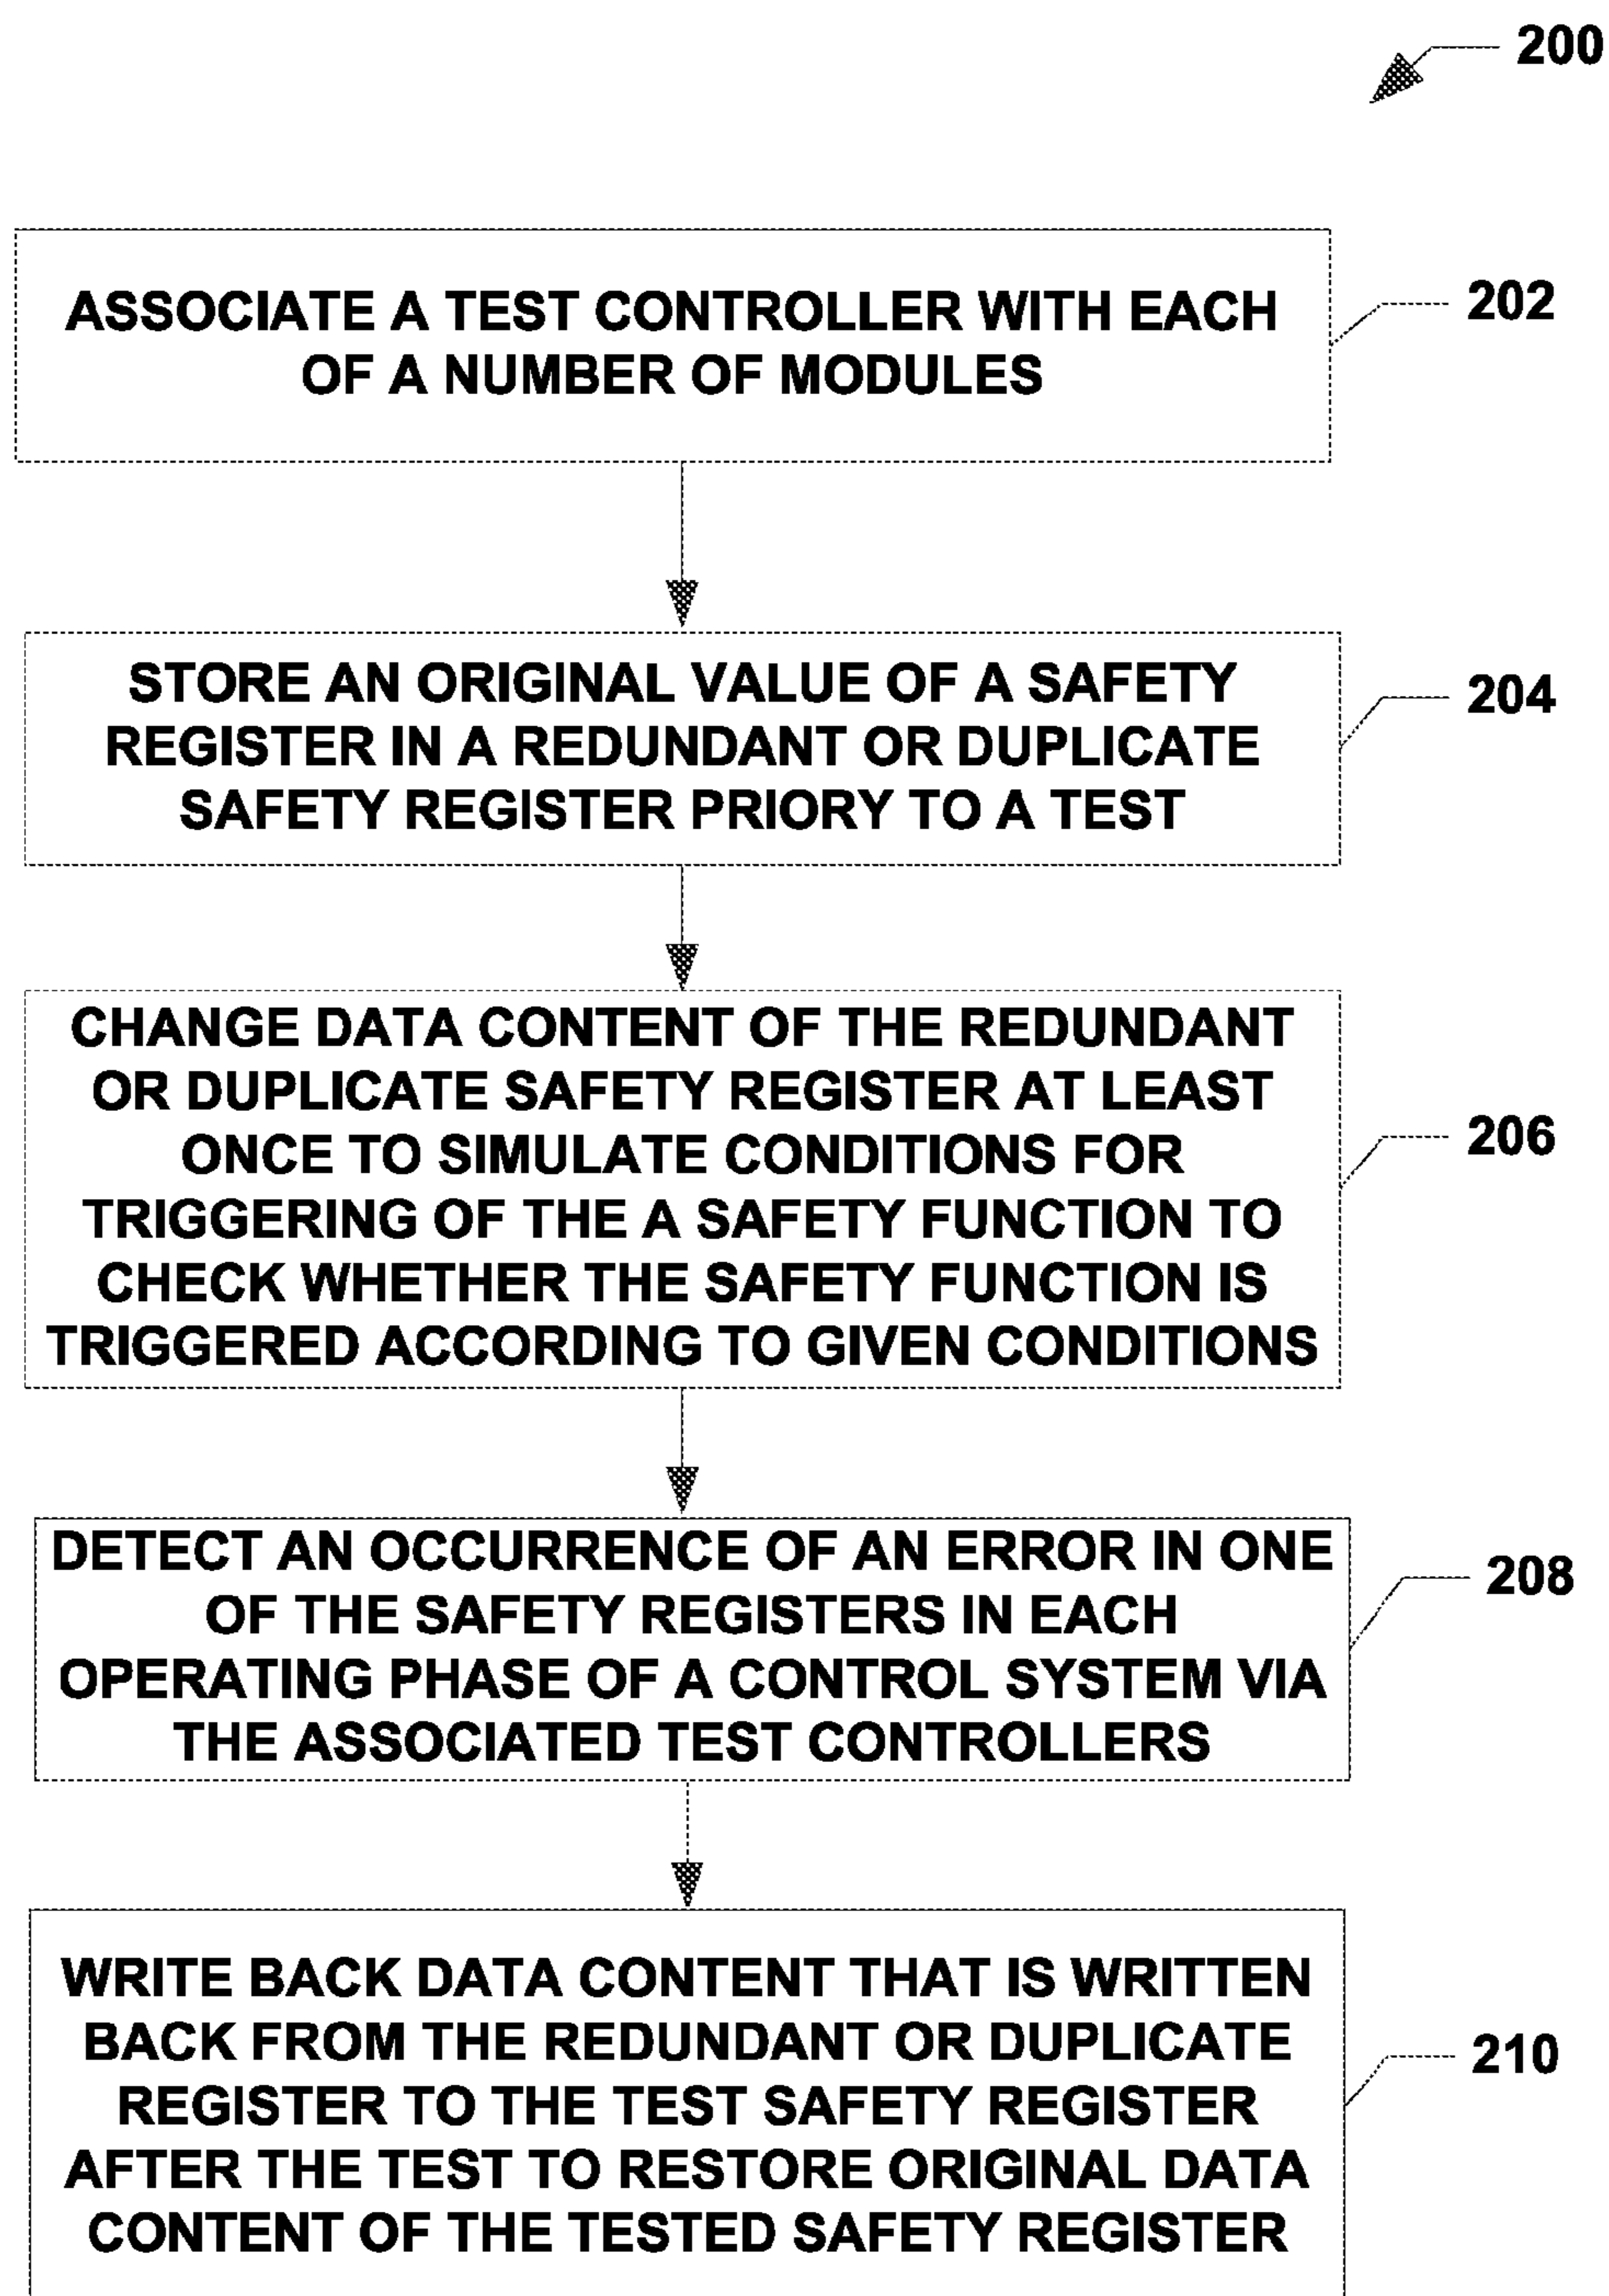 200
ASSOCIATE A TEST CONTROLLER WITH EACH
OF A NUMBER OF MODULES
202
STORE AN ORIGINAL VALUE OF A SAFETY
REGISTER IN A REDUNDANT OR DUPLICATE
SAFETY REGISTER PRIORY TO A TEST
204
CHANGE DATA CONTENT OF THE REDUNDANT
OR DUPLICATE SAFETY REGISTER AT LEAST
ONCE TO SIMULATE CONDITIONS FOR
TRIGGERING OF THE A SAFETY FUNCTION TO
CHECK WHETHER THE SAFETY FUNCTION IS
TRIGGERED ACCORDING TO GIVEN CONDITIONS
206
DETECT AN OCCURRENCE OF AN ERROR IN ONE
OF THE SAFETY REGISTERS IN EACH
OPERATING PHASE OF A CONTROL SYSTEM VIA
THE ASSOCIATED TEST CONTROLLERS
208
WRITE BACK DATA CONTENT THAT IS WRITTEN
BACK FROM THE REDUNDANT OR DUPLICATE
REGISTER TO THE TEST SAFETY REGISTER
AFTER THE TEST TO RESTORE ORIGINAL DATA
CONTENT OF THE TESTED SAFETY REGISTER
210